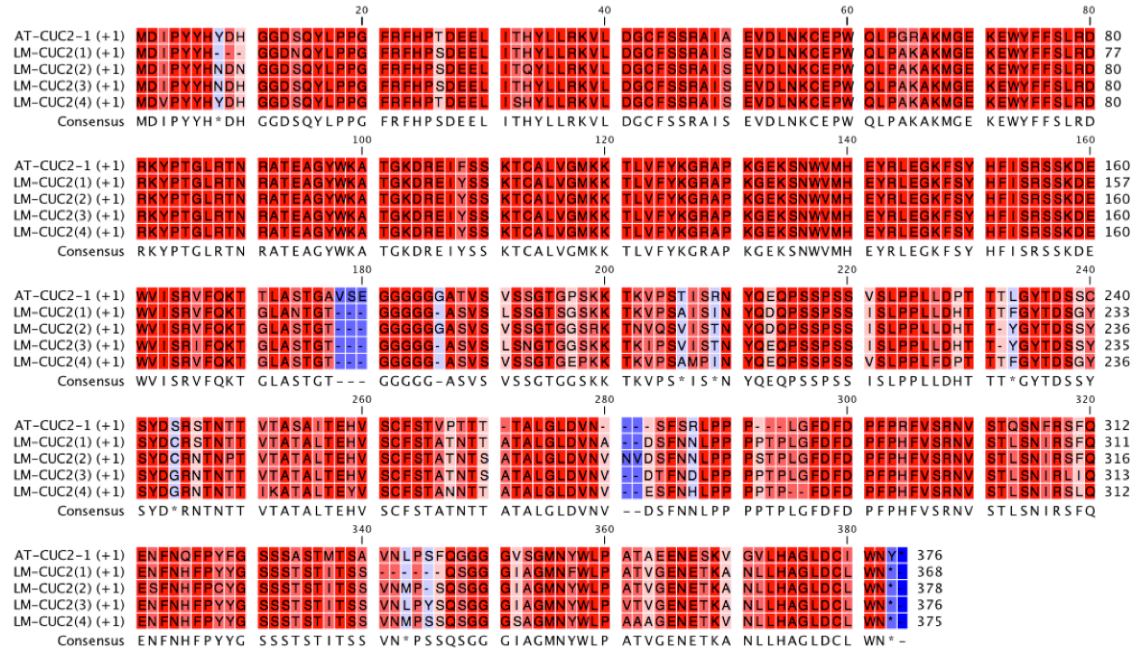 20 40 60 80
AT-CUC2-1 (+1) MDIPYYHYDH GGDSQYLPPG FRFHPTDEEL ITHYLLRKVL DGCFSSRAIA EVDLNKCEPW QLPGRAKMGE KEWYFFSLRD 80
LM-CUC2(1) (+1) MDIPYYH--- GGDNQYLPPG FRFHPSDEEL ITHYLLRKVL DGCFSSRAIS EVDLNKCEPW QLPAKAKMGE KEWYFFSLRD 77
LM-CUC2(2) (+1) MDIPYYHNDN GGDSQYLPPG FRFHPSDEEL ITQYLLRKVL DGCFSSRAIS EVDLNKCEPW QLPAKAKMGE KEWYFFSLRD 80
LM-CUC2(3) (+1) MDIPYYHNDH GGDSQYLPPG FRFHPSDEEL ITHYLLRKVL DGCFSSRAIS EVDLNKCEPW QLPAKAKMGE KEWYFFSLRD 80
LM-CUC2(4) (+1) MDVPYYHYDH GGDSQYLPPG FRFHPTDEEL ISHYLLRKVL DGCFSSRAIS EVDLNKCEPW QLPAKAKMGE KEWYFFSLRD 80
Consensus MDIPYYH*DH GGDSQYLPPG FRFHPSDEEL ITHYLLRKVL DGCFSSRAIS EVDLNKCEPW QLPAKAKMGE KEWYFFSLRD
100 120 140 160
AT-CUC2-1 (+1) RKYPTGLRTN RATEAGYWKA TGKDREIFSS KTCALVGMKK TLVFYKGRAP KGEKSNWVMH EYRLEGKFSY HFISRSSKDE 160
LM-CUC2(1) (+1) RKYPTGLRTN RATEAGYWKA TGKDREIYSS KTCALVGMKK TLVFYKGRAP KGEKSNWVMH EYRLEGKFSY HFISRSSKDE 157
LM-CUC2(2) (+1) RKYPTGLRTN RATEAGYWKA TGKDREIYSS KTCALVGMKK TLVFYKGRAP KGEKSNWVMH EYRLEGKFSY HFISRSSKDE 160
LM-CUC2(3) (+1) RKYPTGLRTN RATEAGYWKA TGKDREIYSS KTCALVGMKK TLVFYKGRAP KGEKSNWVMH EYRLEGKFSY HFISRSSKDE 160
LM-CUC2(4) (+1) RKYPTGLRTN RATEAGYWKA TGKDREIYSS KTCALVGMKK TLVFYKGRAP KGEKSNWVMH EYRLEGKFSY HFISRSSKDE 160
Consensus RKYPTGLRTN RATEAGYWKA TGKDREIYSS KTCALVGMKK TLVFYKGRAP KGEKSNWVMH EYRLEGKFSY HFISRSSKDE
180 200 220 240
AT-CUC2-1 (+1) WVISRVFQKT TLASTGAVSE GGGGGGATVS VSSGTGPSKK TKVPSTISRN YQEQPSSPSS VSLPPLLDPT TTLGYTDSSQ 240
LM-CUC2(1) (+1) WVISRVFQKT GLANTGT--- GGGGG-ASVS LSSGTGSGKK TKVPSAISTN YQDQPSSPSS ISLPPLLDHT TTFGYTDSGY 233
LM-CUC2(2) (+1) WVISRVFQKT GLASTGT--- GGGGGGASVS VSSGTGGSRK TNVQSVISTN YQEQPSSPSS ISLPPLLDHT T-YGYTDSSY 236
LM-CUC2(3) (+1) WVISRIFQKT GLASTGT--- GGGGG-ASVS LSNGTGGSKK TKIPSVISTN YQEQPSSPSS ISLPPLLDHT T-YGYTDSSY 235
LM-CUC2(4) (+1) WVISRVFQKT GLASTGT--- GGGGG-ASVS VSSGTGEPKK TKVPSAMPIN YQEQPSSPSS VSLPPLFDPT TTFGYTDSSY 236
Consensus WVISRVFQKT GLASTGT--- GGGGG-ASVS VSSGTGGSKK TKVPS*IS*N YQEQPSSPSS ISLPPLLDHT TT*GYTDSSY
260 280 300 320
AT-CUC2-1 (+1) SYDSRSTNTT VTASAITEHV SCFSTVPTTT -TALGLDVN- ---SFSRLPP P---LGFDFD PFPRFVSRNV STQSNFRSFQ 312
LM-CUC2(1) (+1) SYDCRSTNTT VTATALTEHV SCFSTATNTT ATALGLDVNA --DSFNNLPP PPTPLGFDFD PFPHFVSRNV STLSNIRSFQ 311
LM-CUC2(2) (+1) SYDCRNTNPT VTATALTEHV SCFSTATNTS ATALGLDVNV NVDSFNNLPP PSTPLGFDFD PFPHFVSRNV STLSNIRSFQ 316
LM-CUC2(3) (+1) SYDGRNTNTT VTATALTEHV SCFSTATNTS ATALGLDVNV --DTFNDLPP PPTPLGFDFD PFPHFVSRNV STLSNIRSFI 313
LM-CUC2(4) (+1) SYDGRNTNTT IKATALTEYV SCFSTANNTT ATALGLDVNV --ESFNHLPP PPTP--FDFD PFPHFVSRNV STLSNIRSLQ 312
Consensus SYD*RNTNTT VTATALTEHV SCFSTATNTT ATALGLDVNV --DSFNNLPP PPTPLGFDFD PFPHFVSRNV STLSNIRSFQ
340 360 380
AT-CUC2-1 (+1) ENFNQFPYFG SSSASTMTSA VNLPSFQGGG GVSGMNYWLP ATAEENESKV GVLHAGLDCI WNY- 376
LM-CUC2(1) (+1) ENFNHFPYYG SSSTSTITSS -----QSGGG GIAGMNFWLP ATVGENETKA NLLHAGLDCL WN*- 368
LM-CUC2(2) (+1) ESFNHFPCYG SSSTSTITSS VNMP-SQSGG GIAGMNYWLP ATVGENETKA NLLHAGLDCL WN*- 378
LM-CUC2(3) (+1) ENFNHFPYYG SSSTSTITSS VNLPYSQSGG GIAGMNYWLP VTVGENETKA NLLHAGLDCL WN*- 376
LM-CUC2(4) (+1) ENFNHFPYYG SSSTSTITSS VNMPSSQSGG GIAGMNYWLP AAAGENETKA NLLHAGLDCL WN*- 375
Consensus ENFNHFPYYG SSSTSTITSS VN*PSSQSGG GIAGMNYWLP ATVGENETKA NLLHAGLDCL WN*-